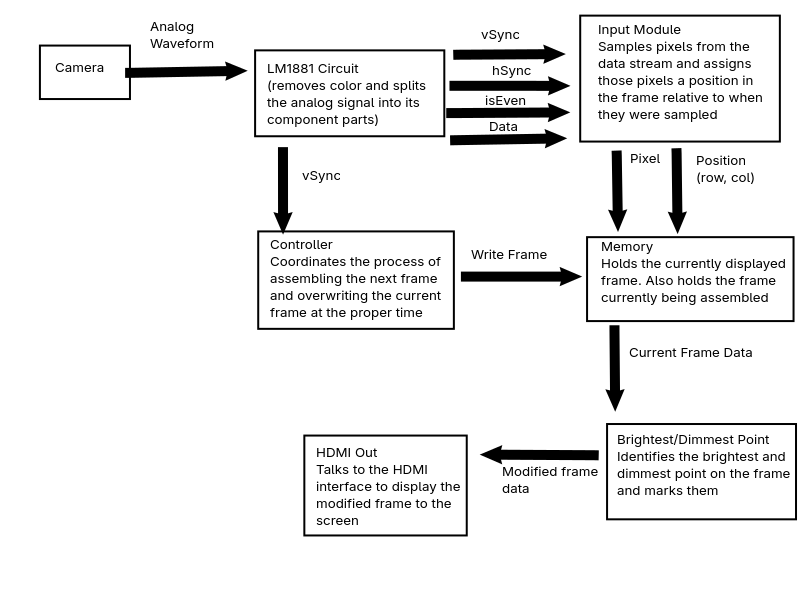 Camera
Analog
Waveform
LM1881 Circuit
(removes color and splits
the analog signal into its
component parts)
vSync
hSync
isEven
Data
Input Module
Samples pixels from the
data stream and assigns
those pixels a position in
the frame relative to when
they were sampled
vSync
Pixel
Position
(row, col)
Controller
Coordinates the process of
assembling the next frame
and overwriting the current
frame at the proper time
Write Frame
Memory
Holds the currently displayed
frame. Also holds the frame
currently being assembled
Current Frame Data
Brightest/Dimmest Point
Identifies the brightest and
dimmest point on the frame
and marks them
Modified frame
data
HDMI Out
Talks to the HDMI
interface to display the
modified frame to the
screen